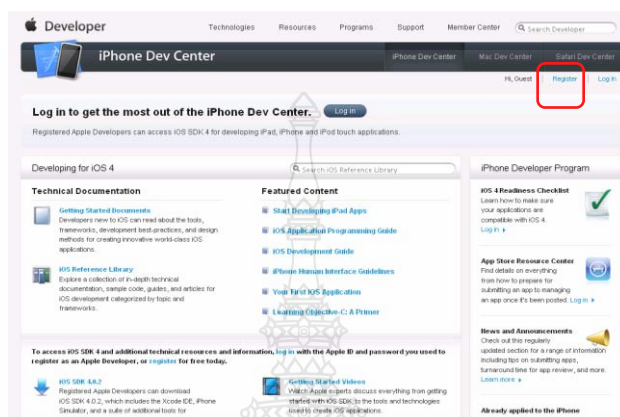 Developer
Technologies Resources Programs Support Member Center Search Developer
iPhone Dev Center
iPhone Dev Center Mac Dev Center Safari Dev Center
Hi, Guest Register Log in
Log in to get the most out of the iPhone Dev Center. Log in
Registered Apple Developers can access iOS SDK 4 for developing iPad, iPhone and iPod touch applications.
Developing for iOS 4
Search iOS Reference Library
Technical Documentation
Getting Started Documents
Developers new to iOS can read about the tools,
frameworks, development best-practices, and design
methods for creating innovative world-class iOS
applications.
iOS Reference Library
Explore a collection of in-depth technical
documentation, sample code, guides, and articles for
iOS development categorized by topic and
frameworks.
Featured Content
Start Developing iPad Apps
iOS Application Programming Guide
iOS Development Guide
iPhone Human Interface Guidelines
Your First iOS Application
Learning Objective-C: A Primer
To access iOS SDK 4 and additional technical resources and information, log in with the Apple ID and password you used to
register as an Apple Developer, or register for free today.
iOS SDK 4.0.2
Registered Apple Developers can download
iOS SDK 4.0.2, which includes the Xcode IDE, iPhone
Simulator, and a suite of additional tools for
Getting Started Videos
Watch Apple experts discuss everything from getting
started with iOS SDK, to the tools and technologies
used to create iOS applications.
iPhone Developer Program
iOS 4 Readiness Checklist
Learn how to make sure
your applications are
compatible with iOS 4.
Log in
App Store Resource Center
Find details on everything
from how to prepare for
submitting an app to managing
an app once it's been posted. Log in
News and Announcements
Check out this regularly
updated section for a range of information
including tips on submitting apps,
turnaround time for app review, and more.
Learn more
Already applied to the iPhone